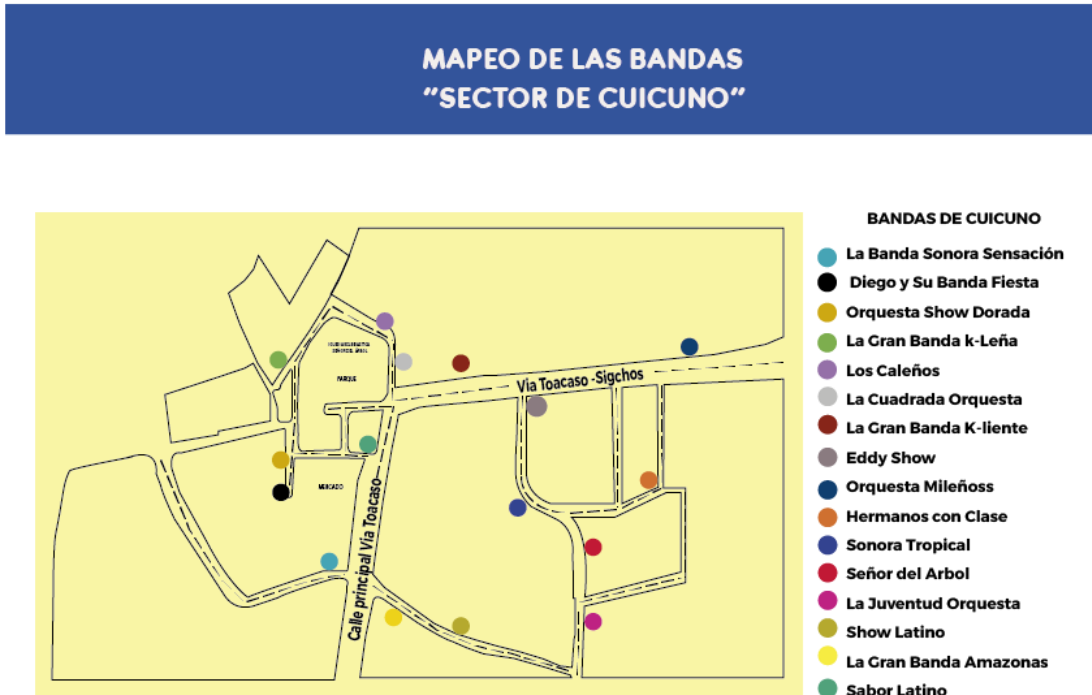 MAPEO DE LAS BANDAS
"SECTOR DE CUICUNO"
BANDAS DE CUICUNO
La Banda Sonora Sensación
Diego y Su Banda Fiesta
Orquesta Show Dorada
La Gran Banda k-Leña
Los Caleños
La Cuadrada Orquesta
La Gran Banda K-liente
Eddy Show
Orquesta Mileñoss
Hermanos con Clase
Sonora Tropical
Señor del Arbol
La Juventud Orquesta
Show Latino
La Gran Banda Amazonas
Sabor Latino
PARQUE
Via Toacaso -Sigchos
MERCADO
Calle principal Via Toacaso